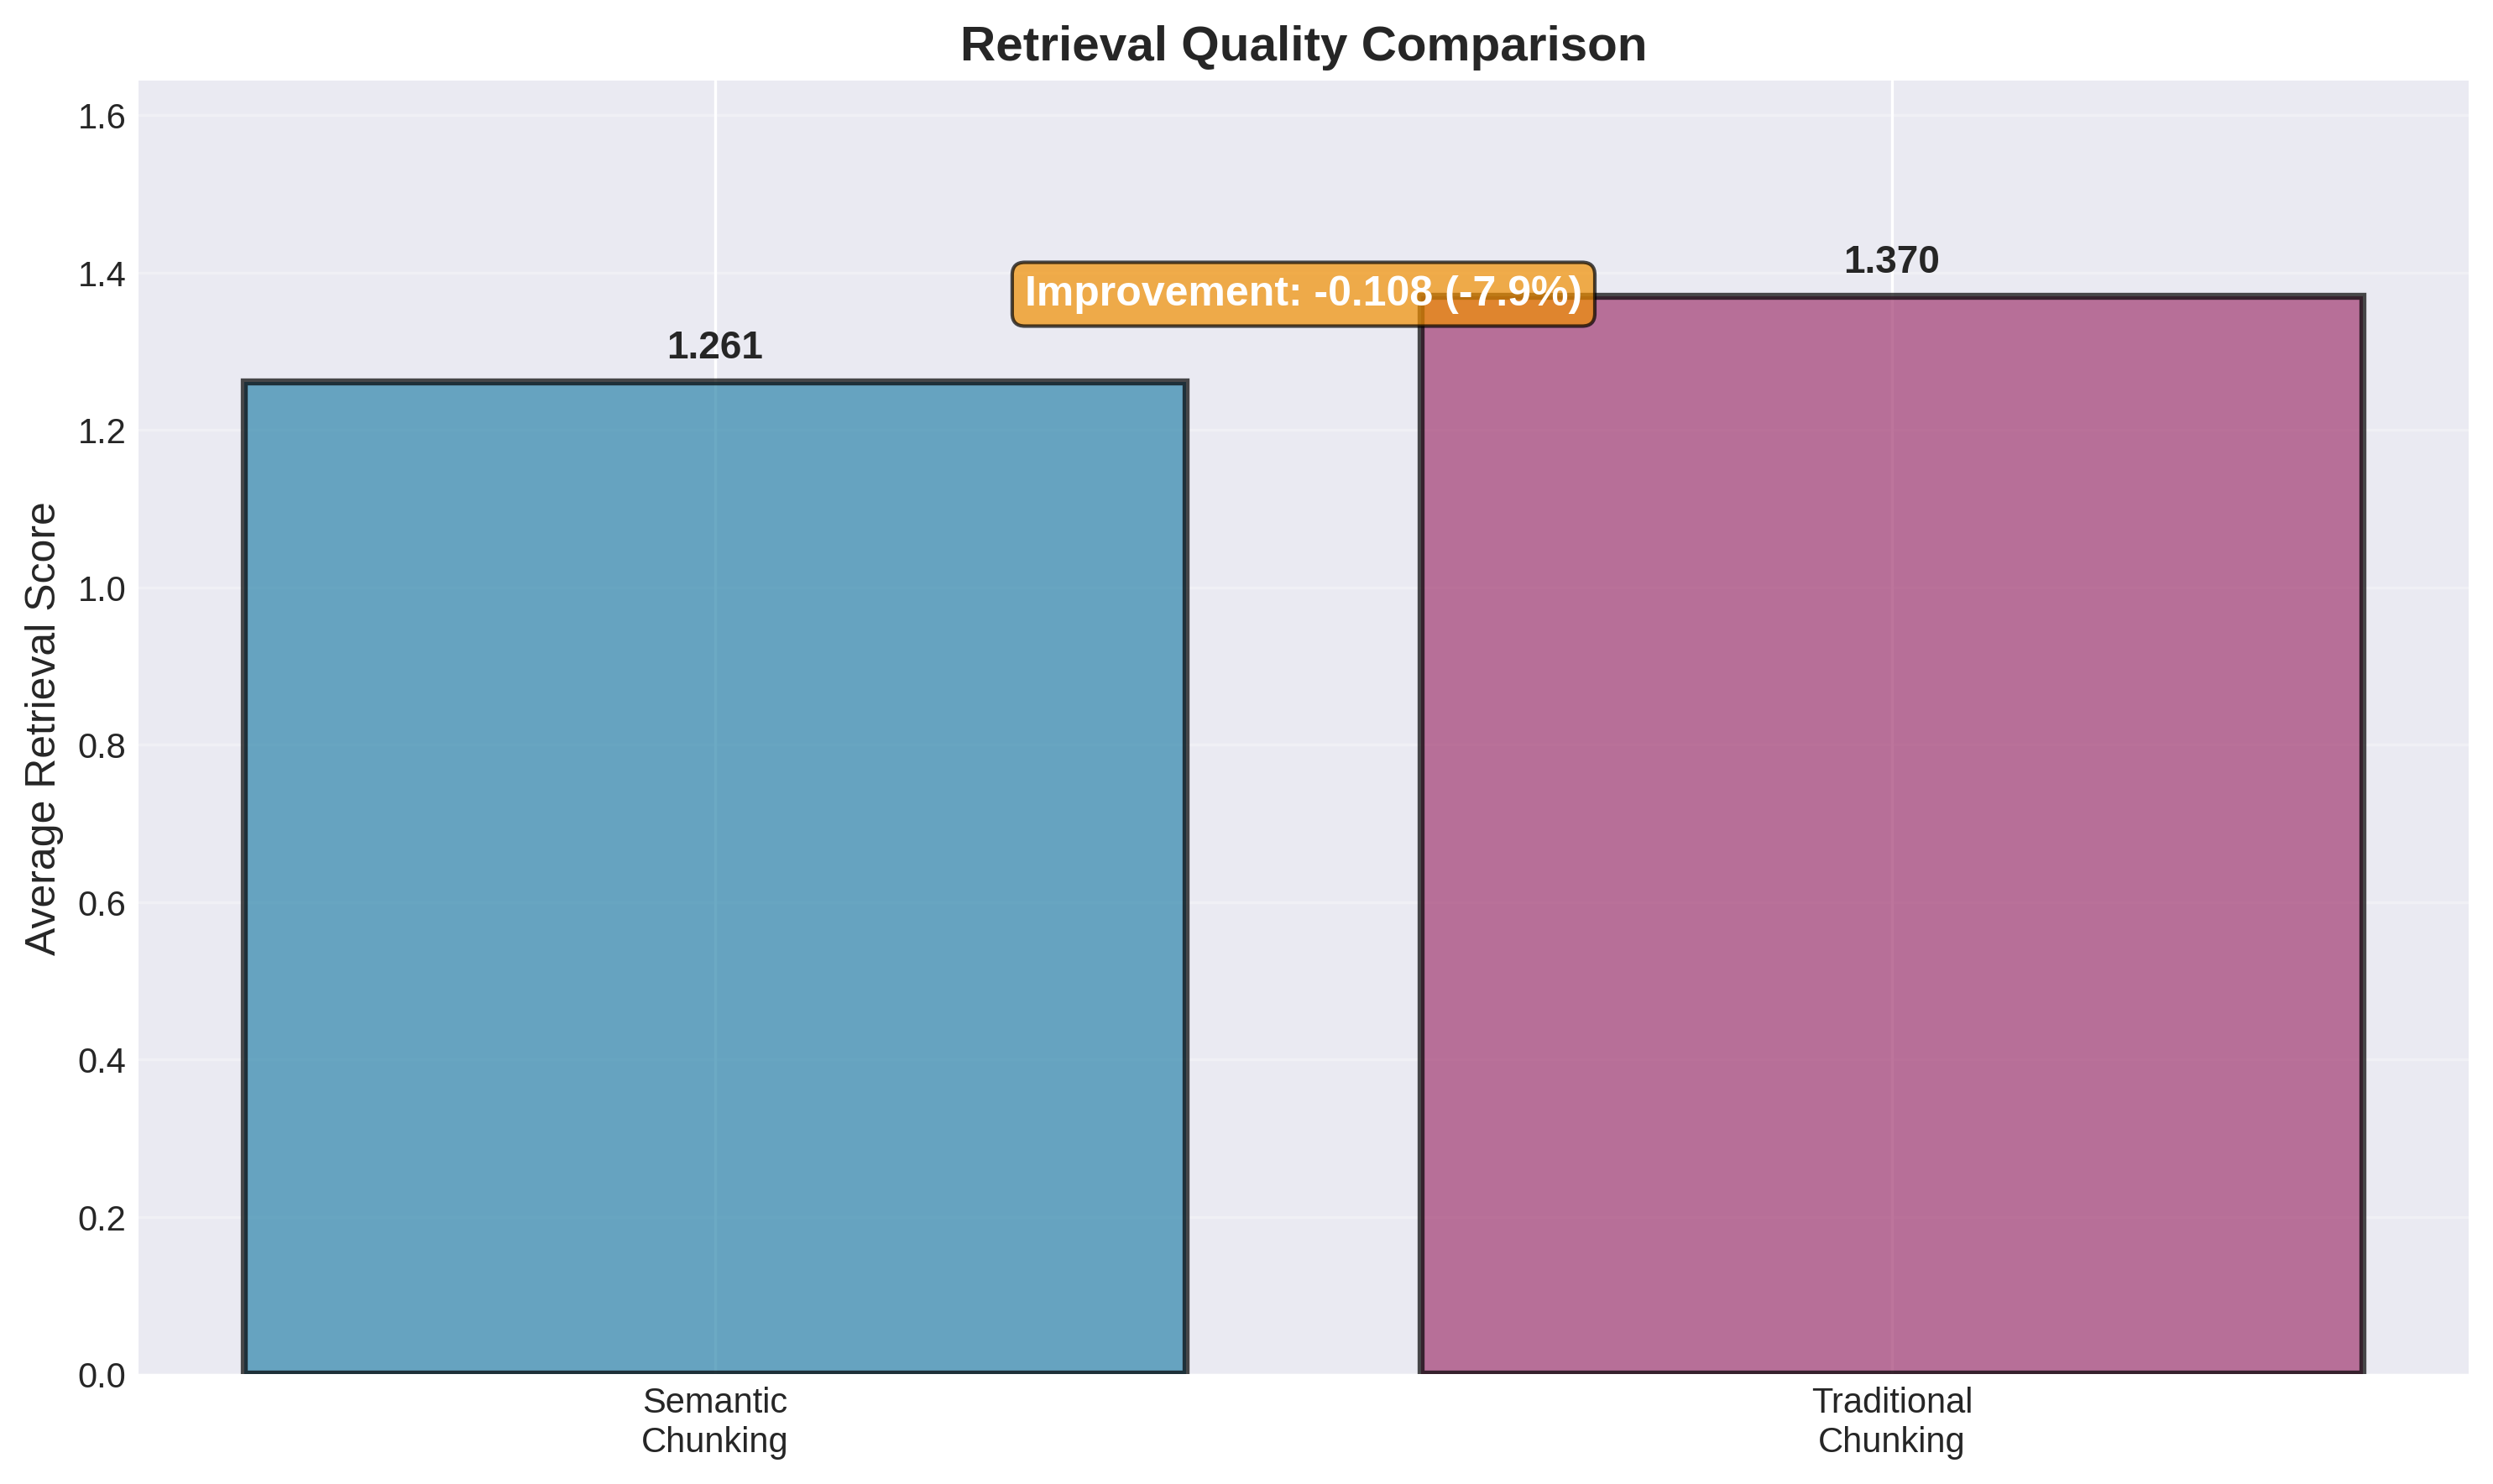 Retrieval Quality Comparison
Average Retrieval Score
1.6
1.4
1.2
1.0
0.8
0.6
0.4
0.2
0.0
1.261
Improvement: -0.108 (-7.9%)
1.370
Semantic
Chunking
Traditional
Chunking